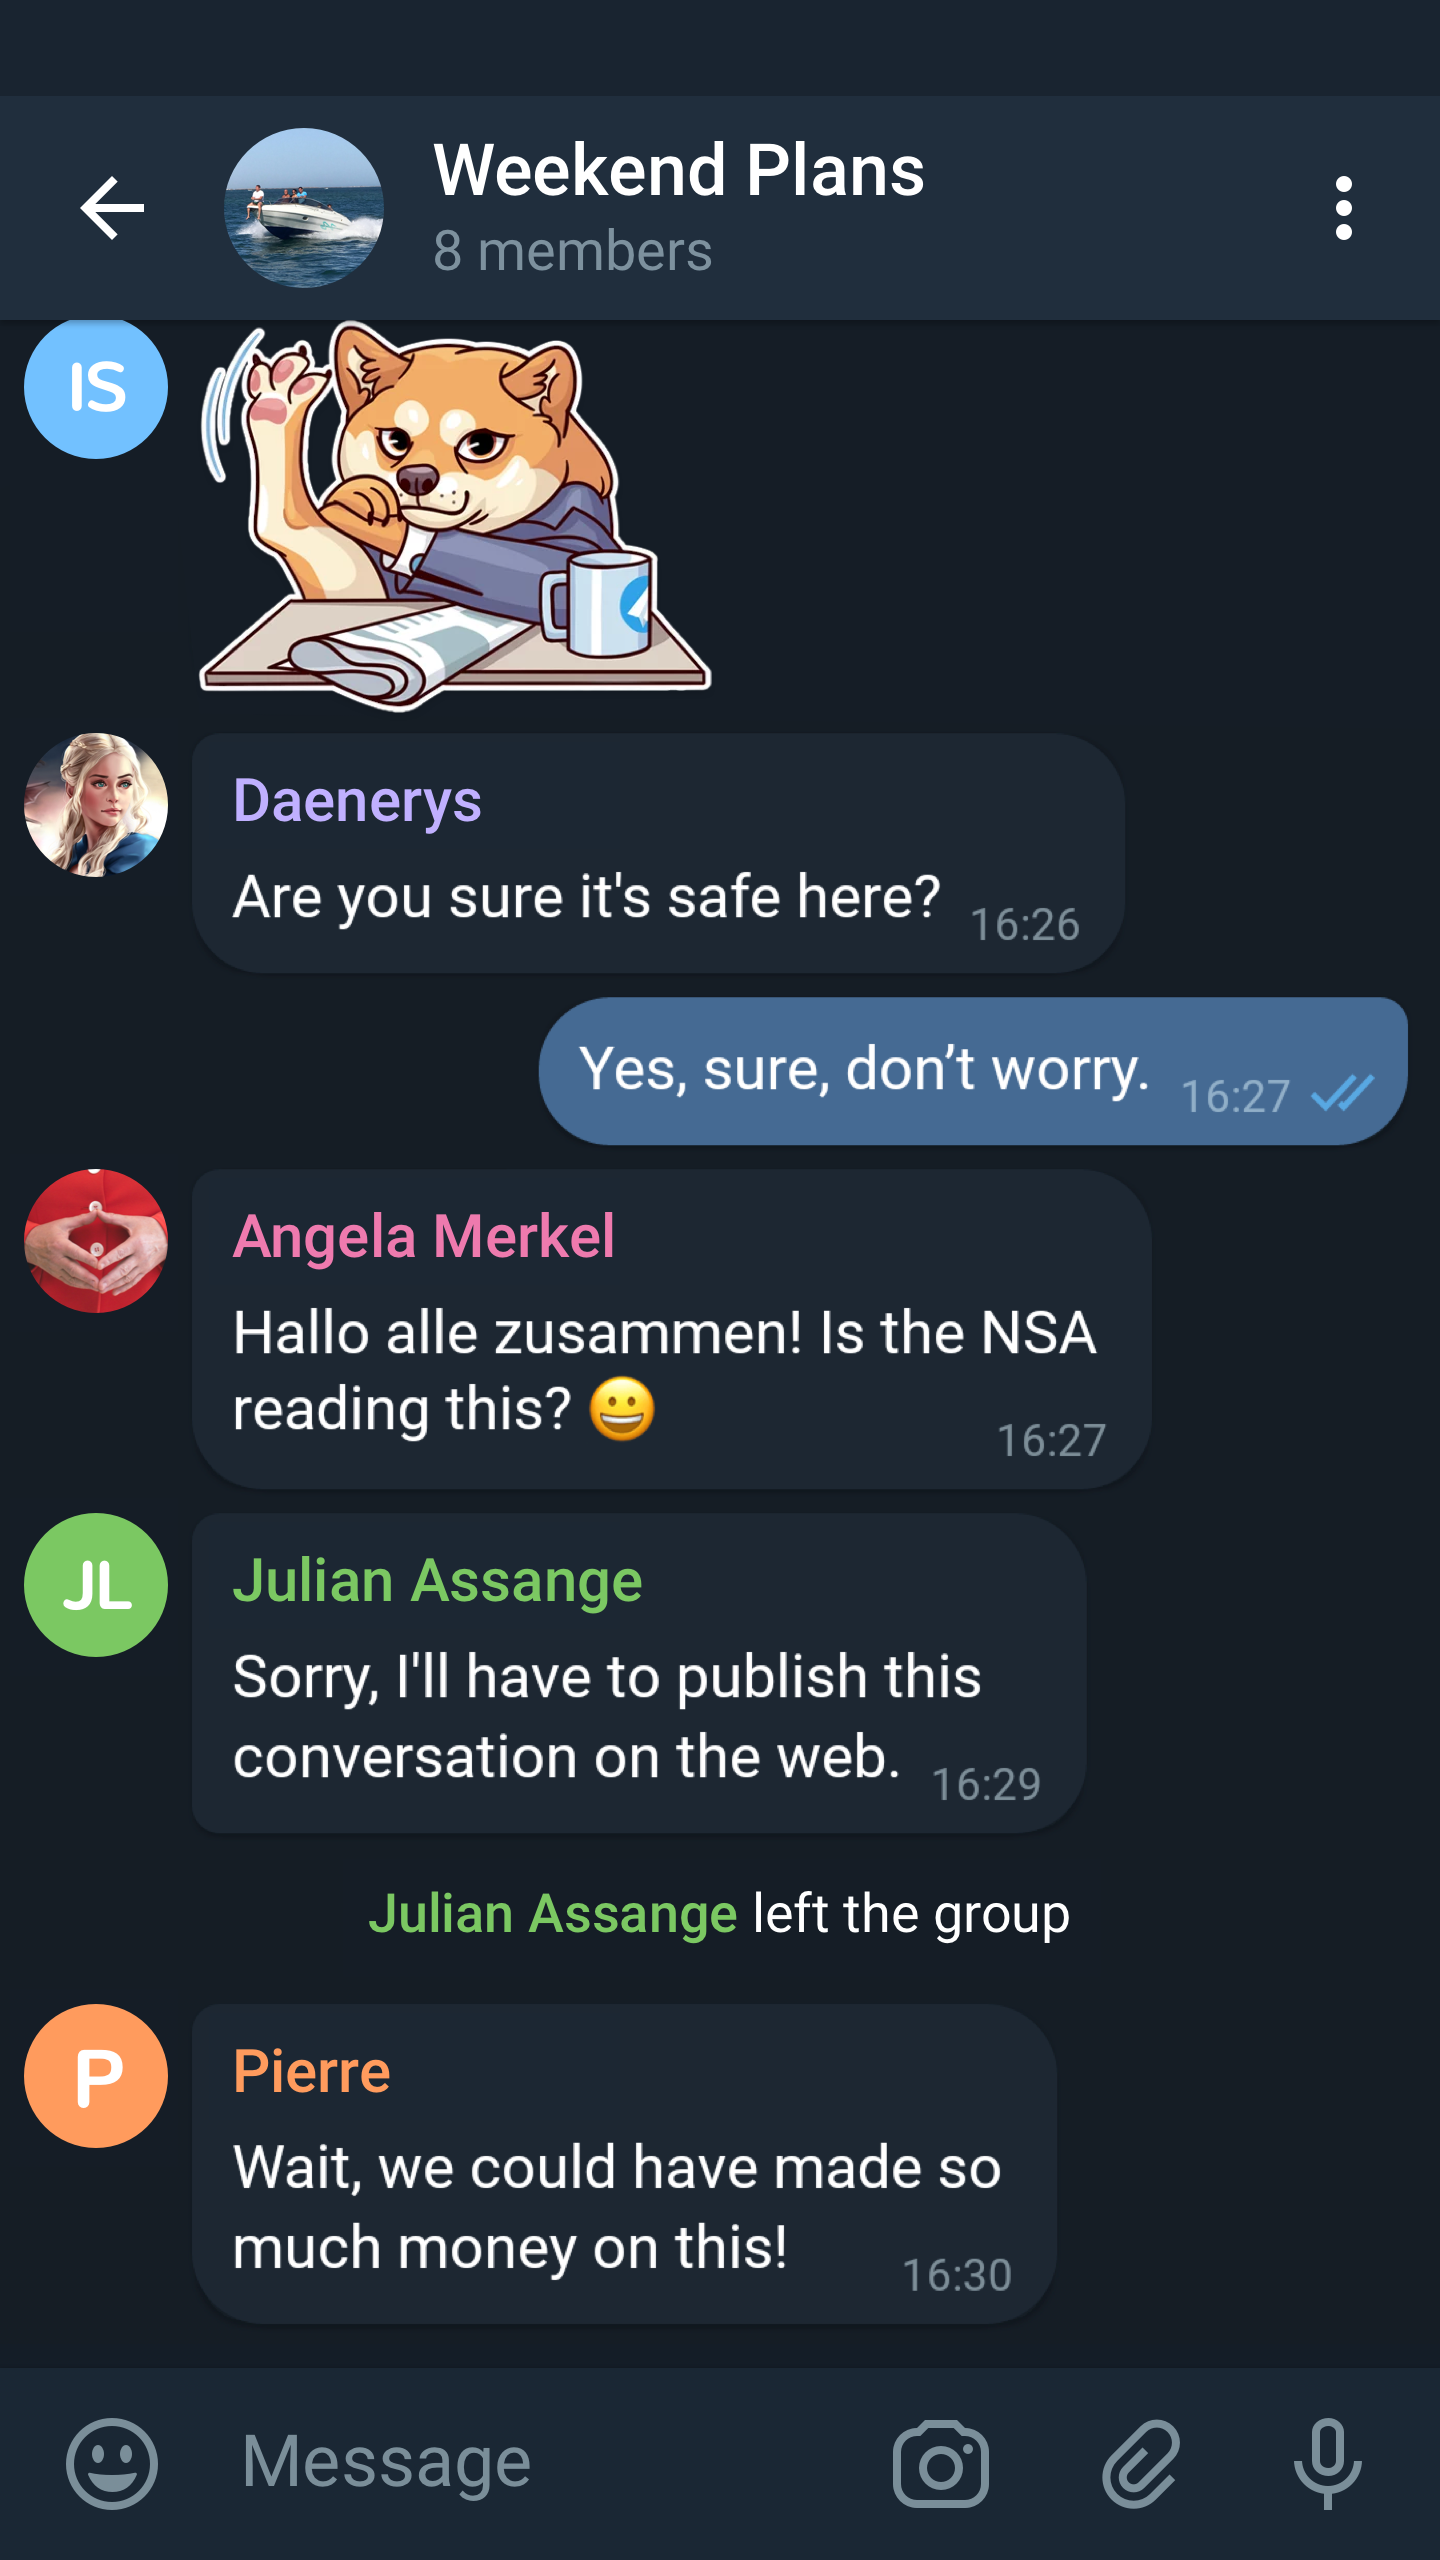 Weekend Plans
8 members
IS
Daenerys
Are you sure it's safe here?
16:26
Yes, sure, don’t worry.
16:27
Angela Merkel
Hallo alle zusammen! Is the NSA
reading this? 😀
16:27
JL
Julian Assange
Sorry, I'll have to publish this
conversation on the web.
16:29
Julian Assange left the group
P
Pierre
Wait, we could have made so
much money on this!
16:30
Message